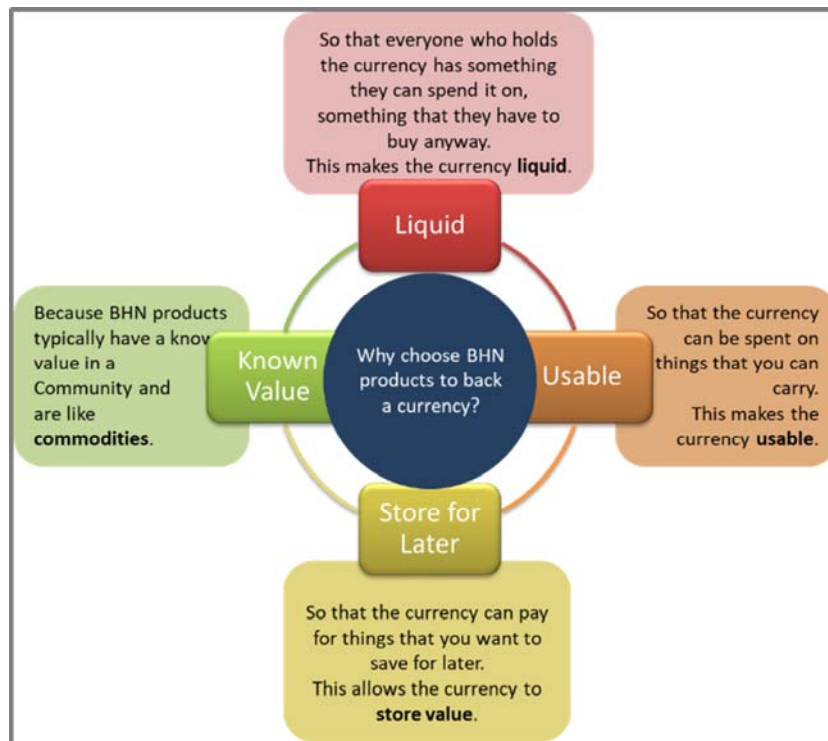 So that everyone who holds
the currency has something
they can spend it on,
something that they have to
buy anyway.
This makes the currency liquid.
Liquid
Because BHN products
typically have a know
value in a
Community and
are like
commodities.
Known
Value
Why choose BHN
products to back
a currency?
Usable
So that the currency
can be spent on
things that you can
carry.
This makes the
currency usable.
Store for
Later
So that the currency can pay
for things that you want to
save for later.
This allows the currency to
store value.